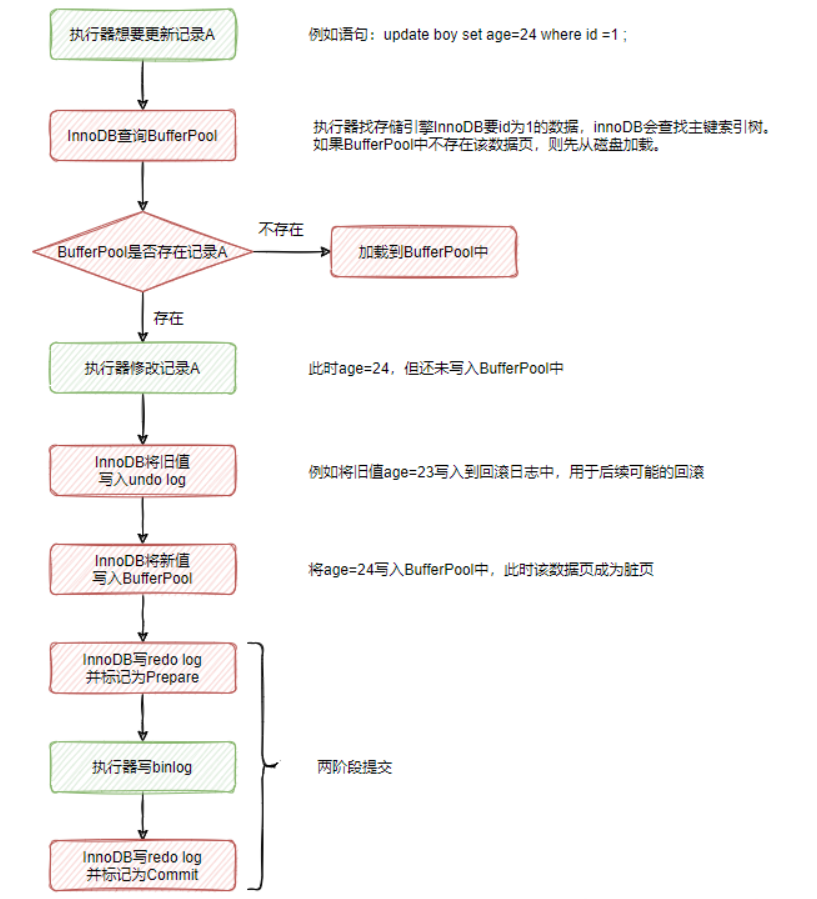 执行器想要更新记录A
例如语句：update boy set age=24 where id =1 ;
InnoDB查询BufferPool
执行器找存储引擎InnoDB要id为1的数据，innoDB会查找主键索引树。
如果BufferPool中不存在该数据页，则先从磁盘加载。
不存在
BufferPool是否存在记录A
加载到BufferPool中
存在
执行器修改记录A
此时age=24，但还未写入BufferPool中
InnoDB将旧值
写入undo log
例如将旧值age=23写入到回滚日志中，用于后续可能的回滚
InnoDB将新值
写入BufferPool
将age=24写入BufferPool中，此时该数据页成为脏页
InnoDB写redo log
并标记为Prepare
执行器写binlog
两阶段提交
InnoDB写redo log
并标记为Commit